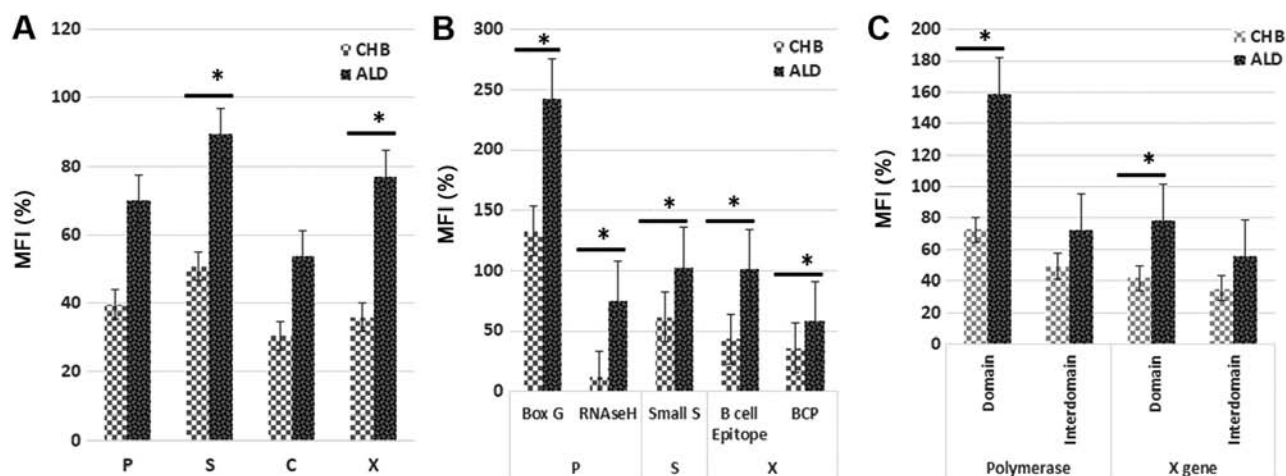 A
120
100
80
60
40
20
0
MFI (%)
CHB
ALD
*
*
P S C X
B
300
250
200
150
100
50
0
MFI (%)
CHB
ALD
*
*
*
*
*
Box G RNAseH Small S B cell Epitope BCP
P S X
C
200
180
160
140
120
100
80
60
40
20
0
MFI (%)
CHB
ALD
*
*
Domain
Interdomain
Domain
Interdomain
Polymerase X gene